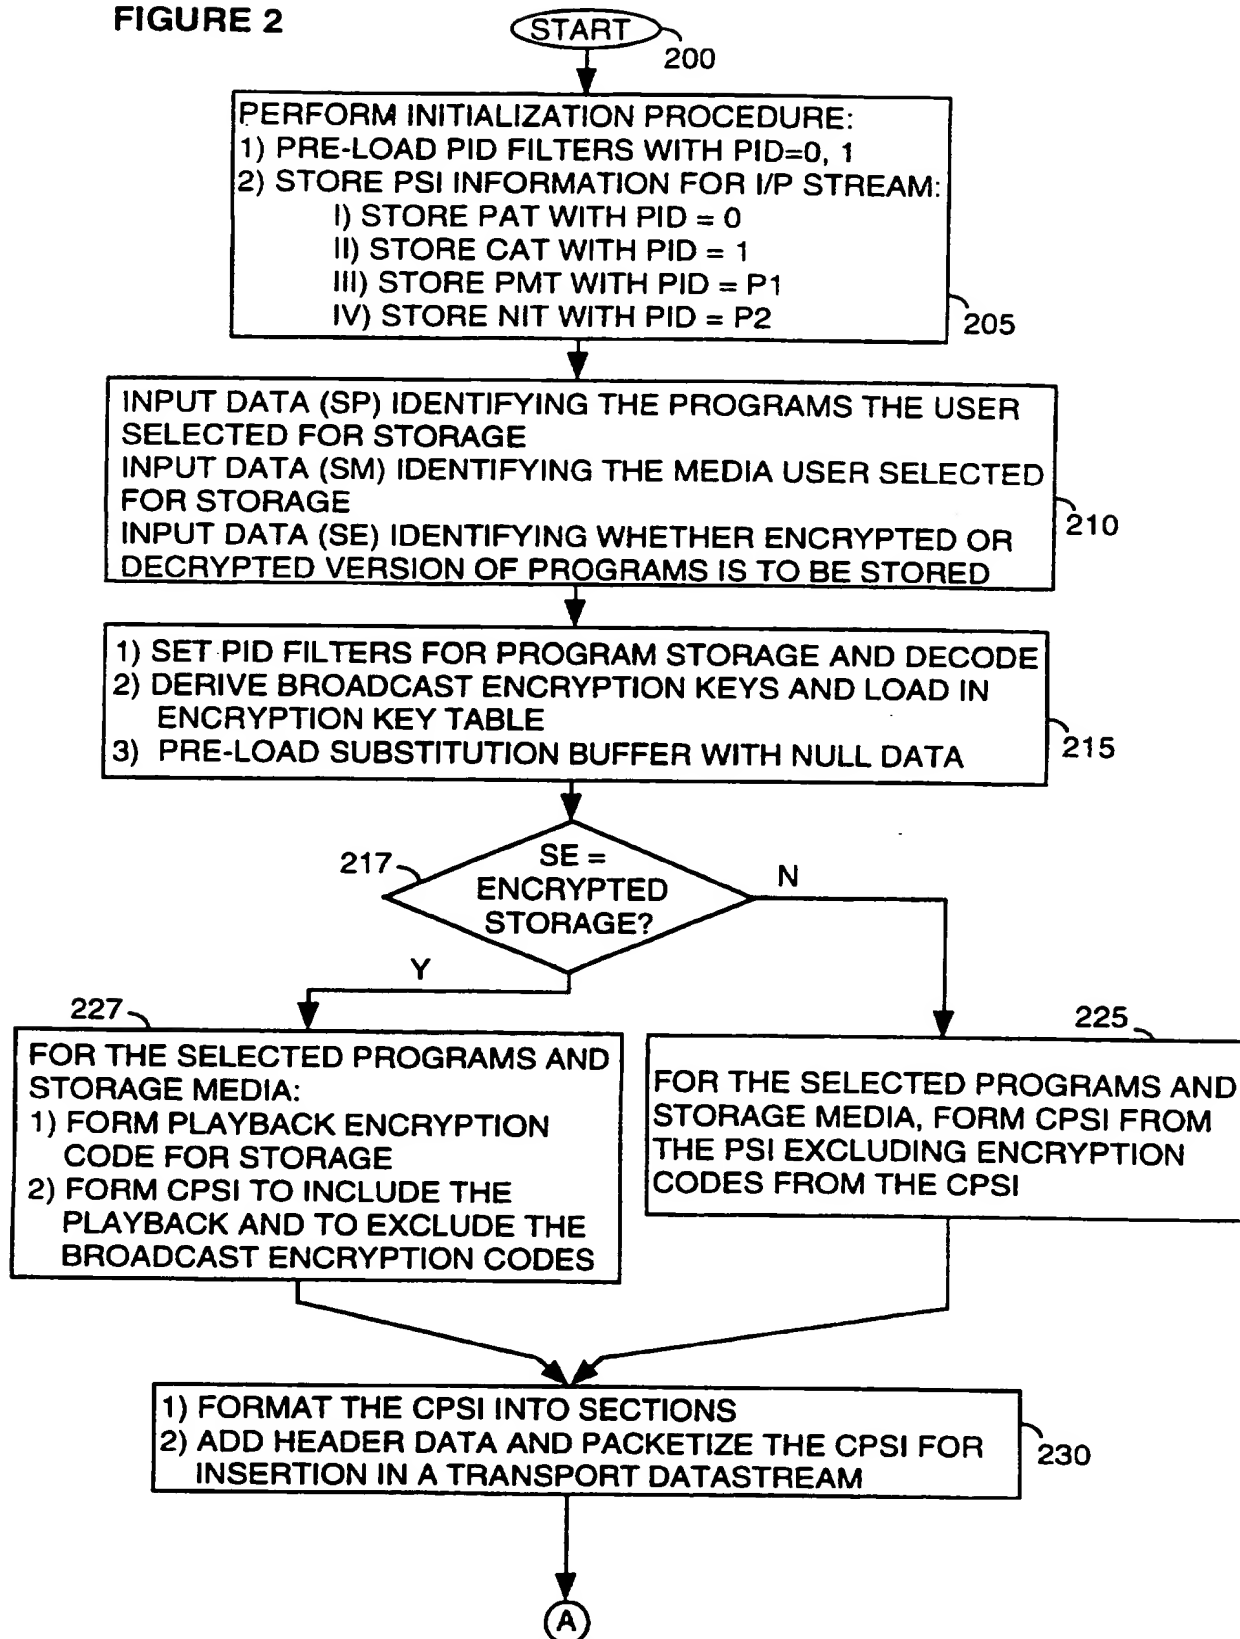 FIGURE 2
START
200
PERFORM INITIALIZATION PROCEDURE:
1) PRE-LOAD PID FILTERS WITH PID=0, 1
2) STORE PSI INFORMATION FOR I/P STREAM:
I) STORE PAT WITH PID = 0
II) STORE CAT WITH PID = 1
III) STORE PMT WITH PID = P1
IV) STORE NIT WITH PID = P2
205
INPUT DATA (SP) IDENTIFYING THE PROGRAMS THE USER
SELECTED FOR STORAGE
INPUT DATA (SM) IDENTIFYING THE MEDIA USER SELECTED
FOR STORAGE
INPUT DATA (SE) IDENTIFYING WHETHER ENCRYPTED OR
DECRYPTED VERSION OF PROGRAMS IS TO BE STORED
210
1) SET PID FILTERS FOR PROGRAM STORAGE AND DECODE
2) DERIVE BROADCAST ENCRYPTION KEYS AND LOAD IN
ENCRYPTION KEY TABLE
3) PRE-LOAD SUBSTITUTION BUFFER WITH NULL DATA
215
217
SE =
ENCRYPTED
STORAGE?
N
Y
227
FOR THE SELECTED PROGRAMS AND
STORAGE MEDIA:
1) FORM PLAYBACK ENCRYPTION
CODE FOR STORAGE
2) FORM CPSI TO INCLUDE THE
PLAYBACK AND TO EXCLUDE THE
BROADCAST ENCRYPTION CODES
225
FOR THE SELECTED PROGRAMS AND
STORAGE MEDIA, FORM CPSI FROM
THE PSI EXCLUDING ENCRYPTION
CODES FROM THE CPSI
1) FORMAT THE CPSI INTO SECTIONS
2) ADD HEADER DATA AND PACKETIZE THE CPSI FOR
INSERTION IN A TRANSPORT DATASTREAM
230
A